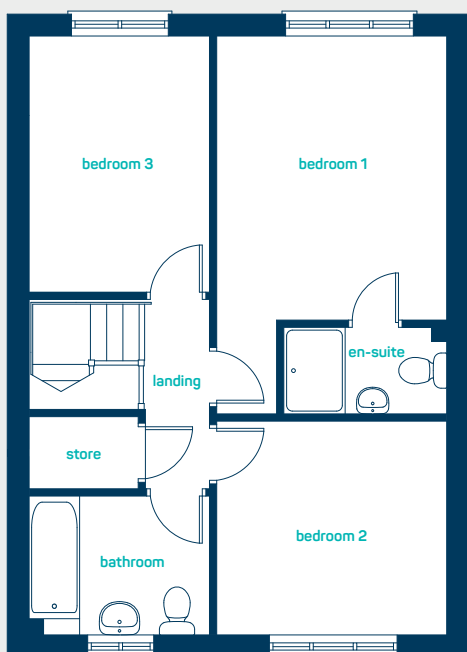 bedroom 3
bedroom 1
en-suite
landing
store
bedroom 2
bathroom